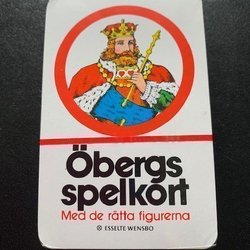 Öbergs
spelkort
Med de rätta figurerna
® ESSELTE WENSBO